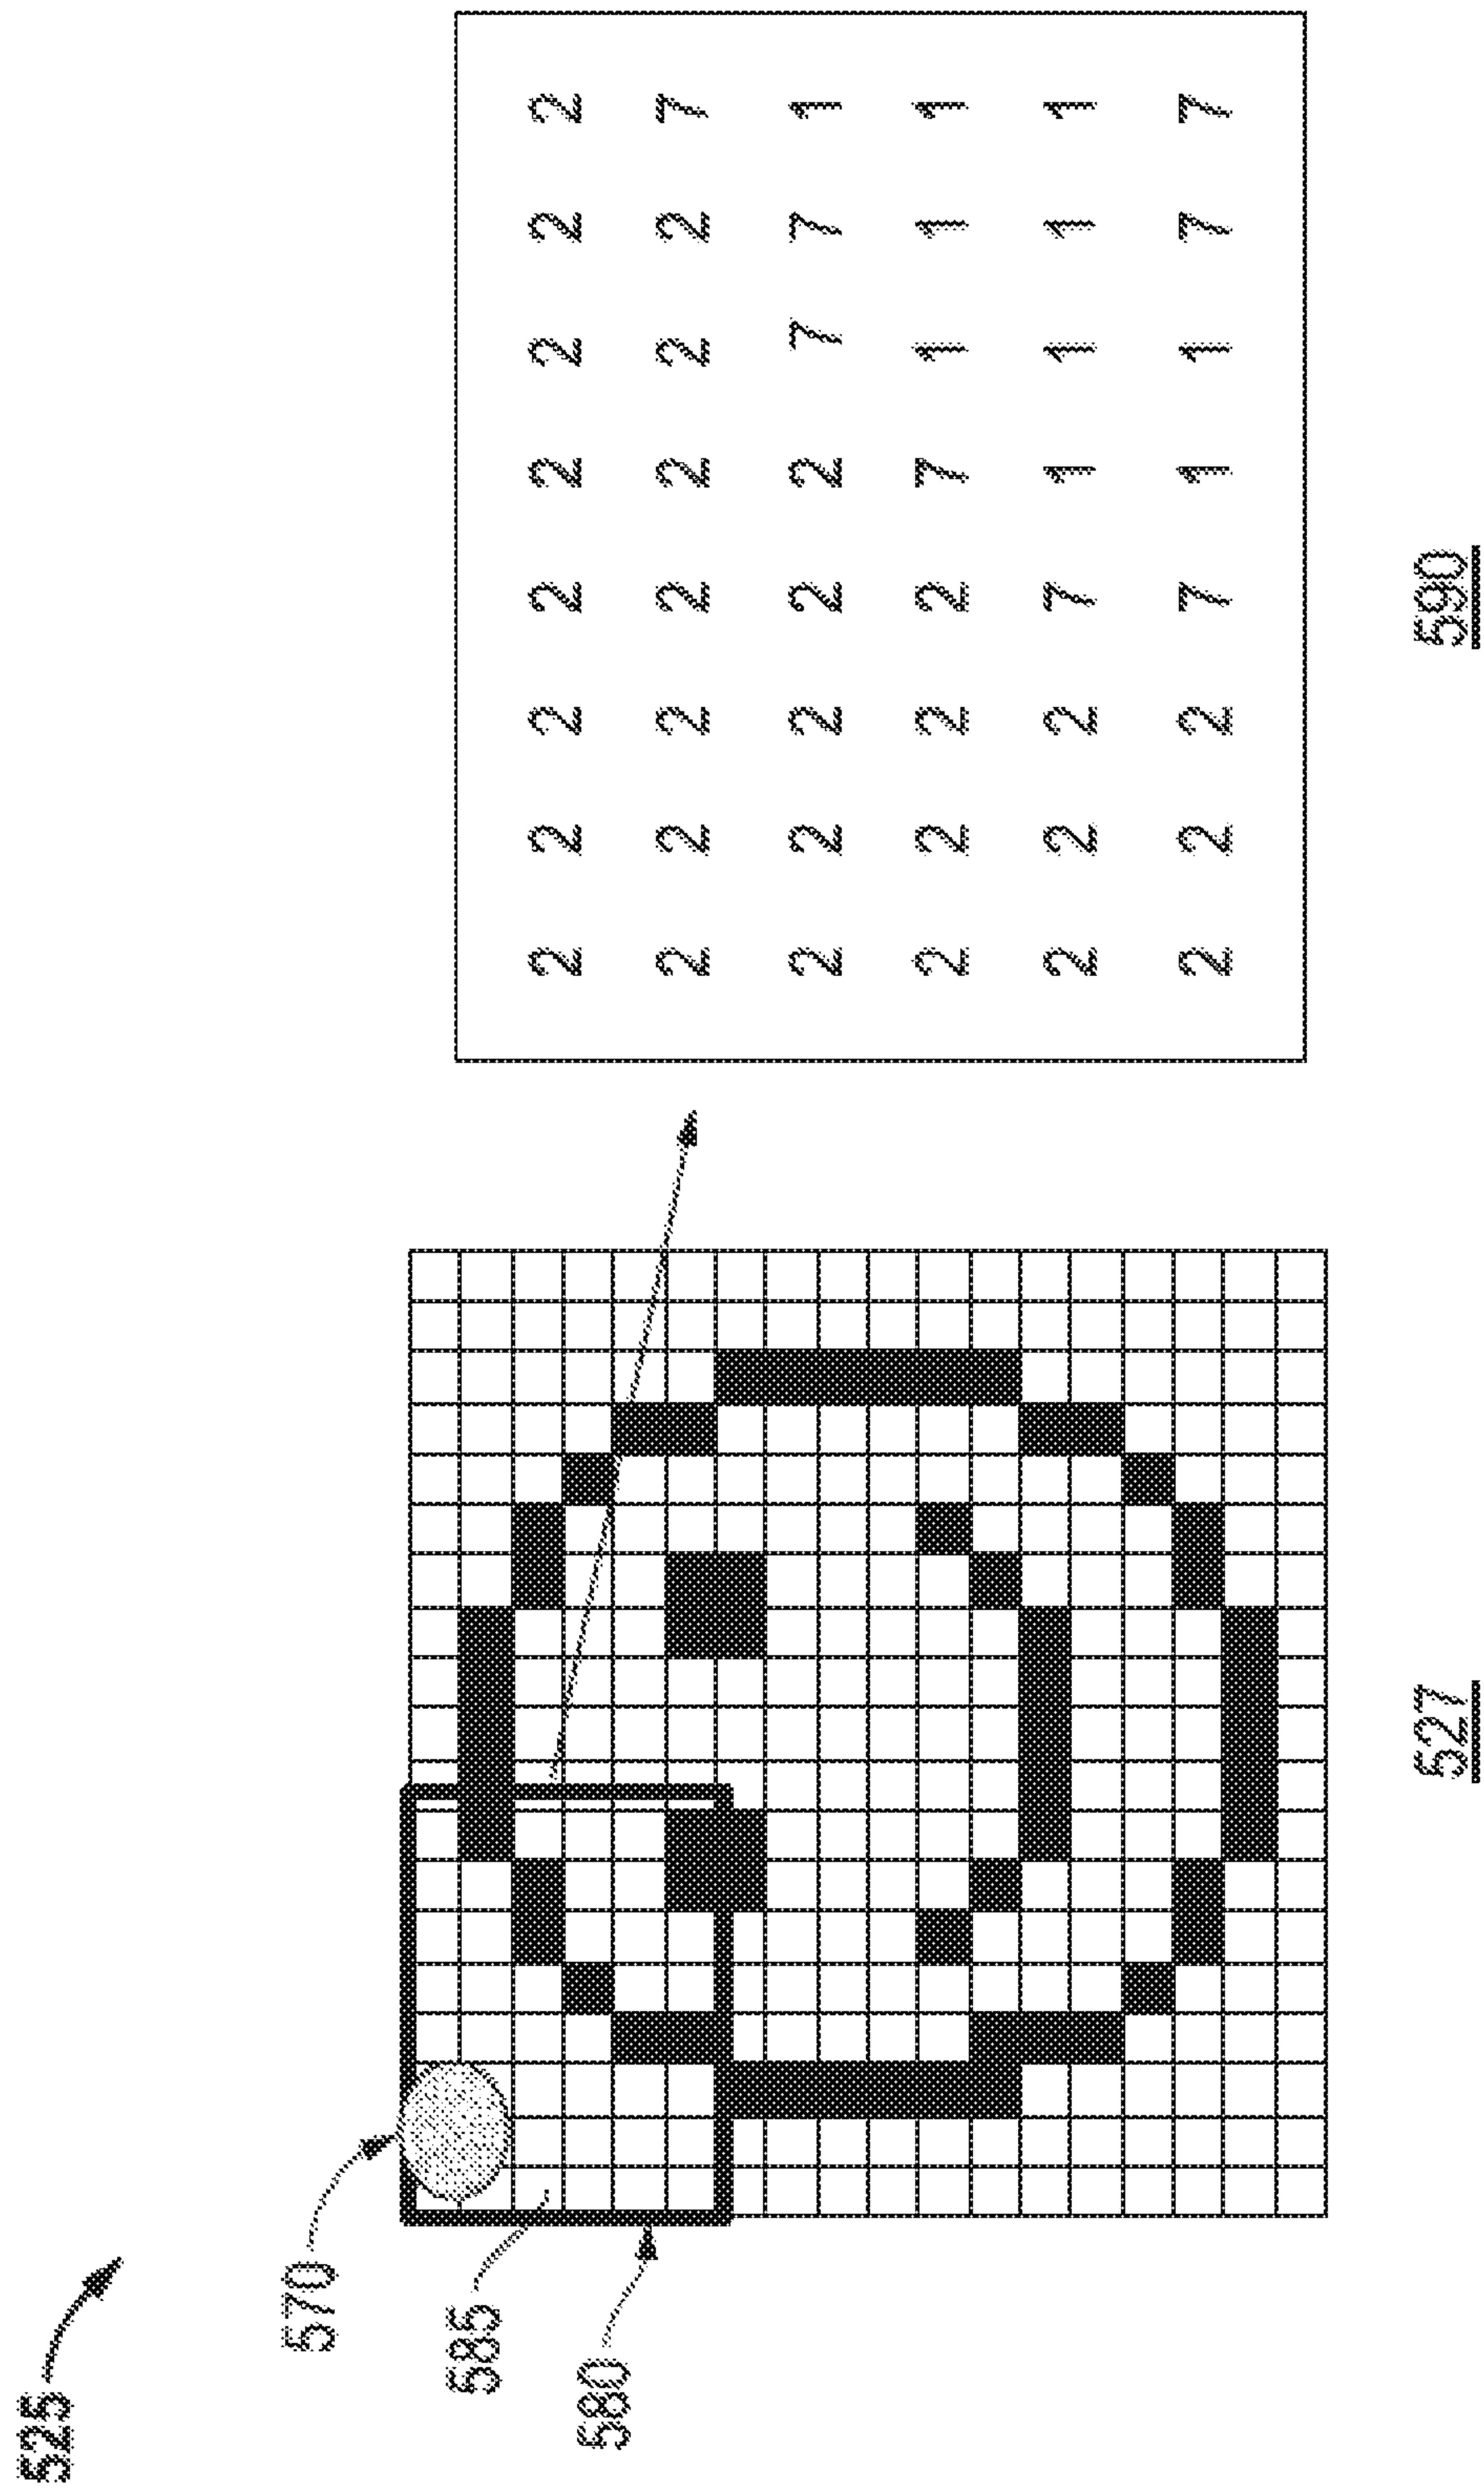 525
570
585
580
2 2 2 2 2 2 2 2
2 2 2 2 2 2 2 7
2 2 2 2 2 7 7 1
2 2 2 2 7 1 1 1
2 2 2 7 1 1 1 1
2 2 2 7 1 1 7 7
527
590